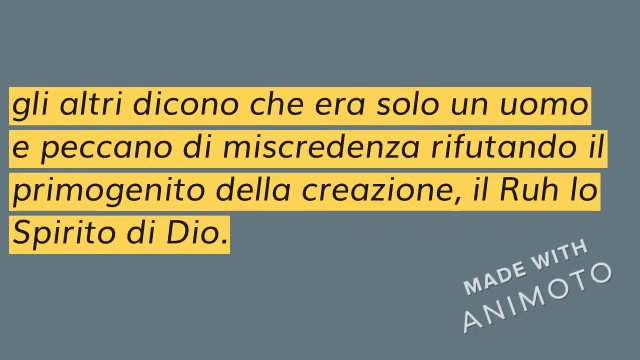 gli altri dicono che era solo un uomo
e peccano di miscredenza rifutando il
primogenito della creazione, il Ruh lo
Spirito di Dio.
MADE WITH
ANIMOTO